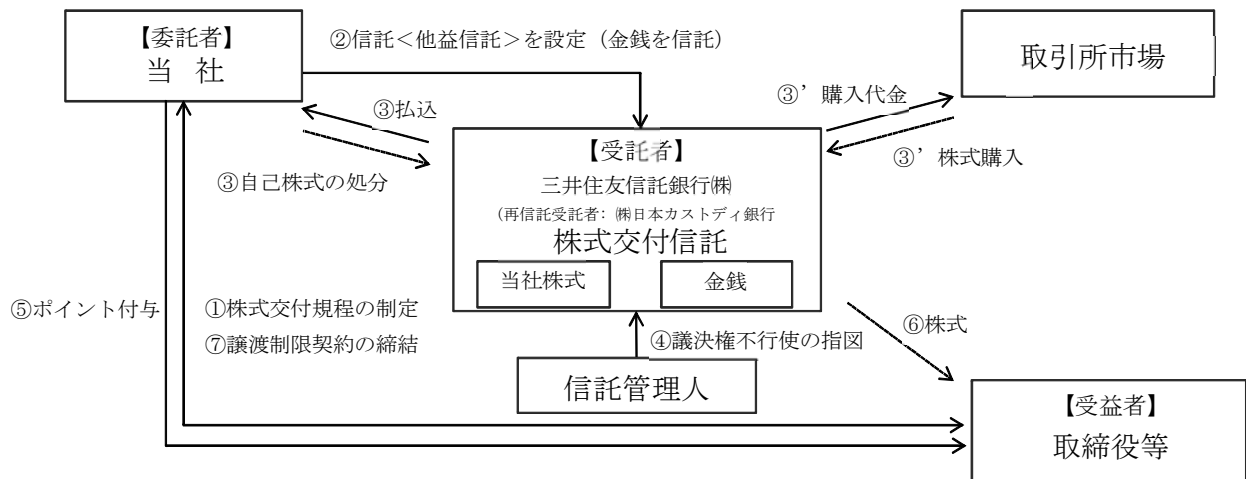 【委託者】
当 社
②信託<他益信託>を設定（金銭を信託）
取引所市場
③払込
③’購入代金
③自己株式の処分
③’株式購入
【受託者】
三井住友信託銀行㈱
(再信託受託者：㈱日本カストディ銀行
株式交付信託
当社株式
金銭
⑤ポイント付与
①株式交付規程の制定
⑦譲渡制限契約の締結
④議決権不行使の指図
⑥株式
信託管理人
【受益者】
取締役等